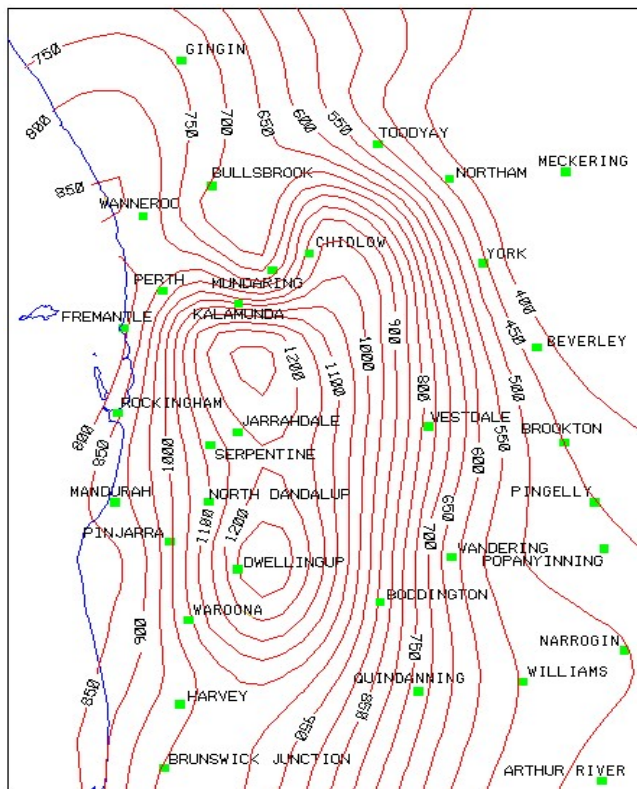 750
GINGIN
800
750
700
650
600
550
TOODYAY
850
BULLSBROOK
NORTHAM
MECKERING
WANNEROO
CHIDLOW
YORK
PERTH
MUNDARING
400
FREMANTLE
KALAMUNDA
1000
900
450
BEVERLEY
1200
1100
ROCKINGHAM
800
500
JARRAHDALE
WESTDALE
BROOKTON
800
850
1000
SERPENTINE
550
600
MANDURAH
1100
NORTH DANDALUP
PINGELLY
650
1200
700
PINJARRA
WANDERING
POPANYINNING
DWELLINGUP
WAROONA
BODDINGTON
900
750
NARROGIN
850
QUINDANNING
WILLIAMS
HARVEY
950
850
BRUNSWICK JUNCTION
ARTHUR RIVER